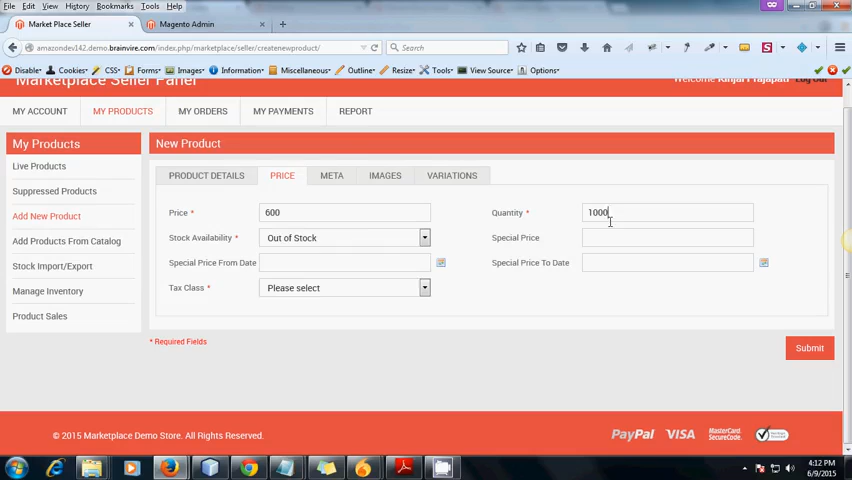 File Edit View History Bookmarks Tools Help
Market Place Seller × Magento Admin × +
amazondev142.demo.brainvire.com/index.php/marketplace/seller/createnewproduct/ Search
Disable Cookies CSS Forms Images Information Miscellaneous Outline Resize Tools View Source Options
Marketplace Seller Panel Welcome Kinjal Prajapati Log Out
MY ACCOUNT MY PRODUCTS MY ORDERS MY PAYMENTS REPORT
My Products
Live Products
Suppressed Products
Add New Product
Add Products From Catalog
Stock Import/Export
Manage Inventory
Product Sales
New Product
PRODUCT DETAILS PRICE META IMAGES VARIATIONS
Price * 600 Quantity * 1000
Stock Availability * Out of Stock Special Price
Special Price From Date Special Price To Date
Tax Class * Please select
* Required Fields
Submit
© 2015 Marketplace Demo Store. All Rights Reserved. PayPal VISA MasterCard. SecureCode.
4:12 PM
6/9/2015